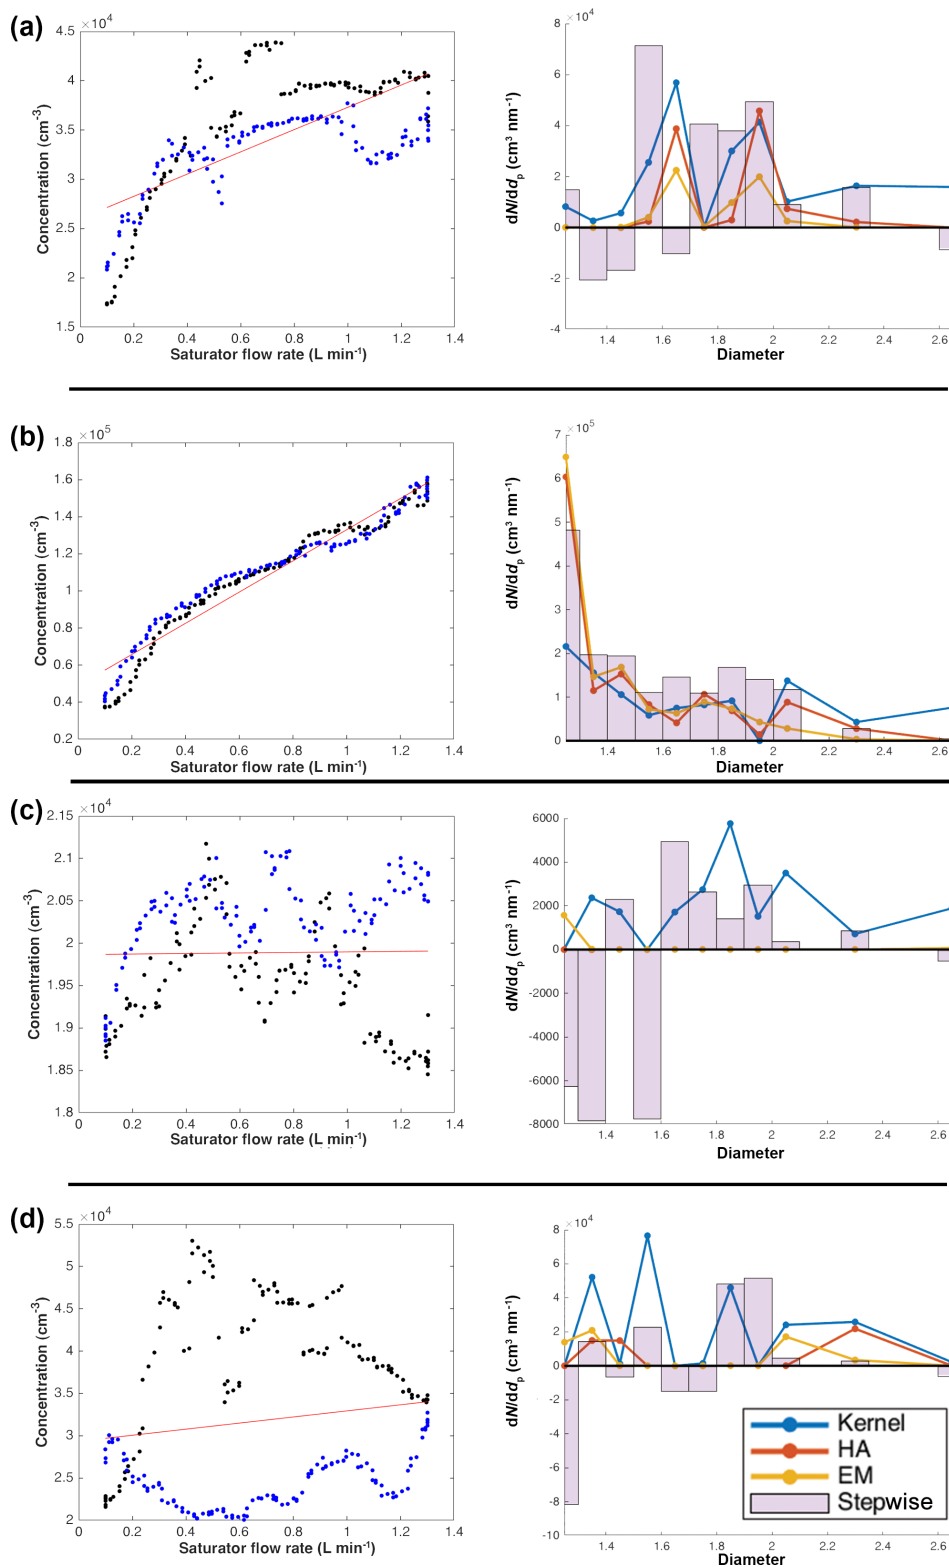 (a)
×10⁴
4.5
4
3.5
3
2.5
2
1.5
0 0.2 0.4 0.6 0.8 1 1.2 1.4
Concentration (cm⁻³)
Saturator flow rate (L min⁻¹)
×10⁴
8
6
4
2
0
-2
-4
1.4 1.6 1.8 2 2.2 2.4 2.6
dN/ddₚ (cm³ nm⁻¹)
Diameter
(b)
×10⁵
1.8
1.6
1.4
1.2
1
0.8
0.6
0.4
0.2
0 0.2 0.4 0.6 0.8 1 1.2 1.4
Concentration (cm⁻³)
Saturator flow rate (L min⁻¹)
×10⁵
7
6
5
4
3
2
1
0
1.4 1.6 1.8 2 2.2 2.4 2.6
dN/ddₚ (cm³ nm⁻¹)
Diameter
(c)
×10⁴
2.15
2.1
2.05
2
1.95
1.9
1.85
1.8
0 0.2 0.4 0.6 0.8 1 1.2 1.4
Concentration (cm⁻³)
Saturator flow rate (L min⁻¹)
6000
4000
2000
0
-2000
-4000
-6000
-8000
1.4 1.6 1.8 2 2.2 2.4 2.6
dN/ddₚ (cm³ nm⁻¹)
Diameter
(d)
×10⁴
5.5
5
4.5
4
3.5
3
2.5
2
0 0.2 0.4 0.6 0.8 1 1.2 1.4
Concentration (cm⁻³)
Saturator flow rate (L min⁻¹)
×10⁴
8
6
4
2
0
-2
-4
-6
-8
-10
1.4 1.6 1.8 2 2.2 2.4 2.6
dN/ddₚ (cm³ nm⁻¹)
Diameter
Kernel
HA
EM
Stepwise